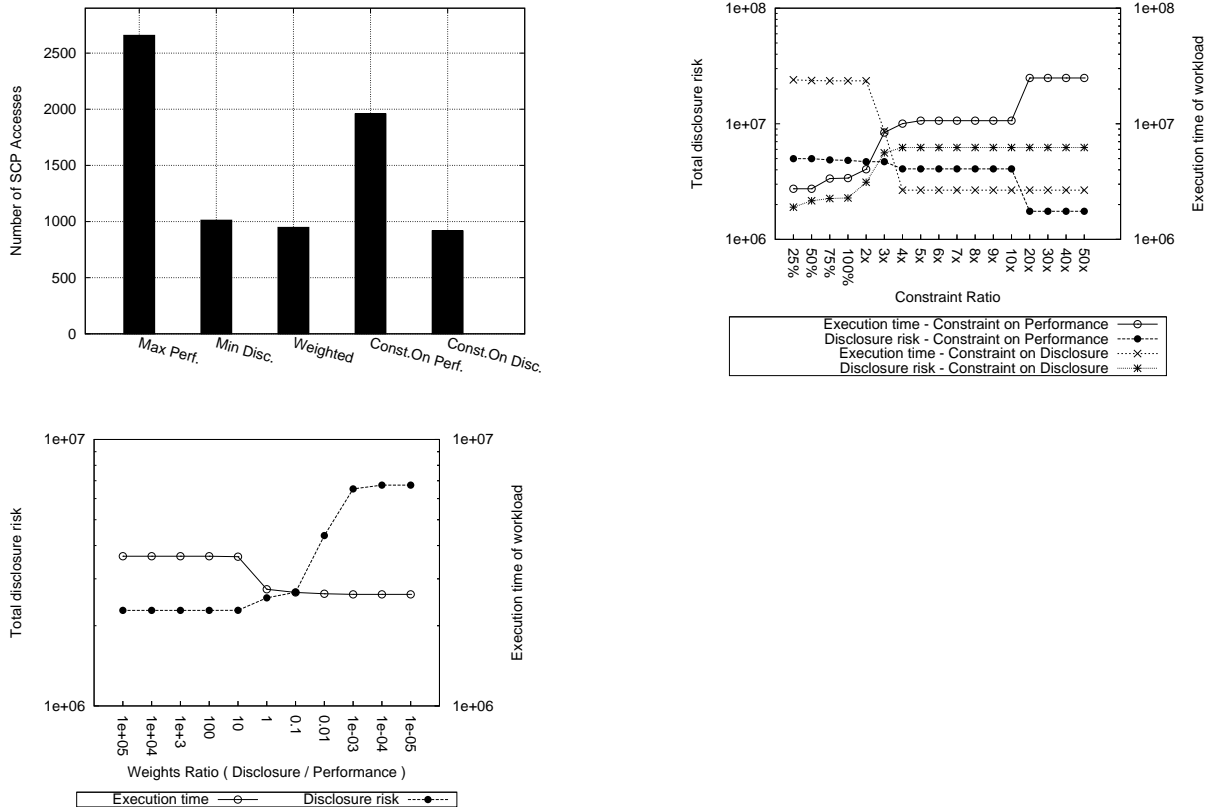 Number of SCP Accesses
2500
2000
1500
1000
500
0
Max Perf.
Min Disc.
Weighted
Const.On Perf.
Const.On Disc.
Total disclosure risk
1e+08
1e+07
1e+06
1e+08
1e+07
1e+06
Execution time of workload
25%
50%
75%
100%
2x
3x
4x
5x
6x
7x
8x
9x
10x
20x
30x
40x
50x
Constraint Ratio
Execution time - Constraint on Performance
Disclosure risk - Constraint on Performance
Execution time - Constraint on Disclosure
Disclosure risk - Constraint on Disclosure
Total disclosure risk
1e+07
1e+06
1e+07
1e+06
Execution time of workload
1e+05
1e+04
1e+3
100
10
1
0.1
0.01
1e-03
1e-04
1e-05
Weights Ratio ( Disclosure / Performance )
Execution time
Disclosure risk